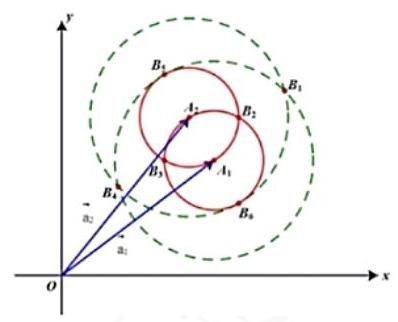 y
B₅
B₁
A₂
B₂
B₃
A₁
B₄
B₆
a₂
a₁
O
x